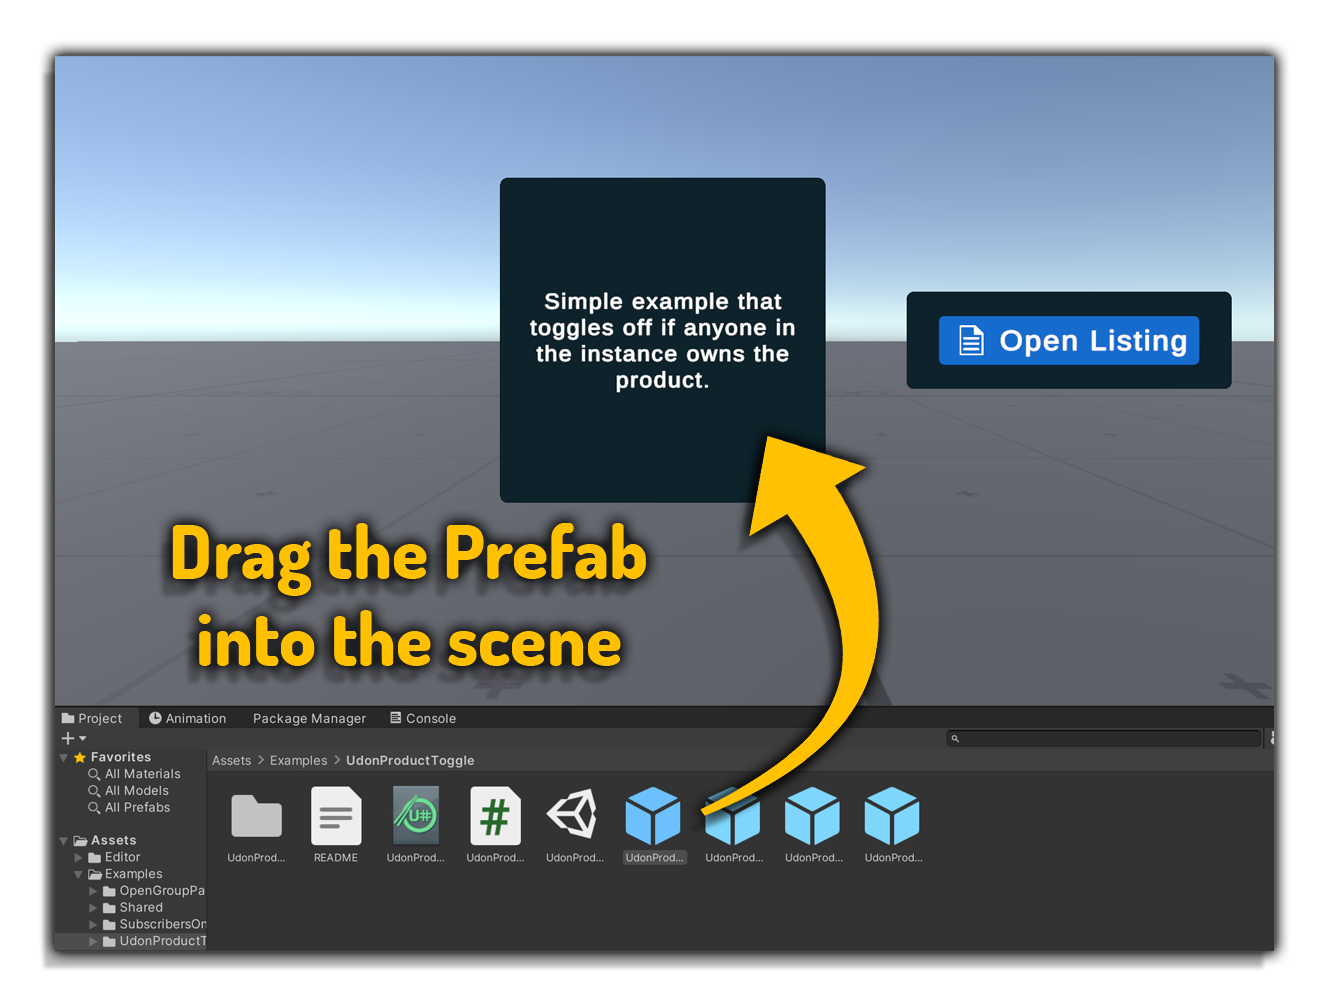 Simple example that
toggles off if anyone in
the instance owns the
product.
Open Listing
Drag the Prefab
into the scene
Project
Animation
Package Manager
Console
Favorites
All Materials
All Models
All Prefabs
Assets
Editor
Examples
OpenGroupPa
Shared
SubscribersOn
UdonProductT
Assets > Examples > UdonProductToggle
U#
#
UdonProd...
README
UdonProd...
UdonProd...
UdonProd...
UdonProd...
UdonProd...
UdonProd...
UdonProd...